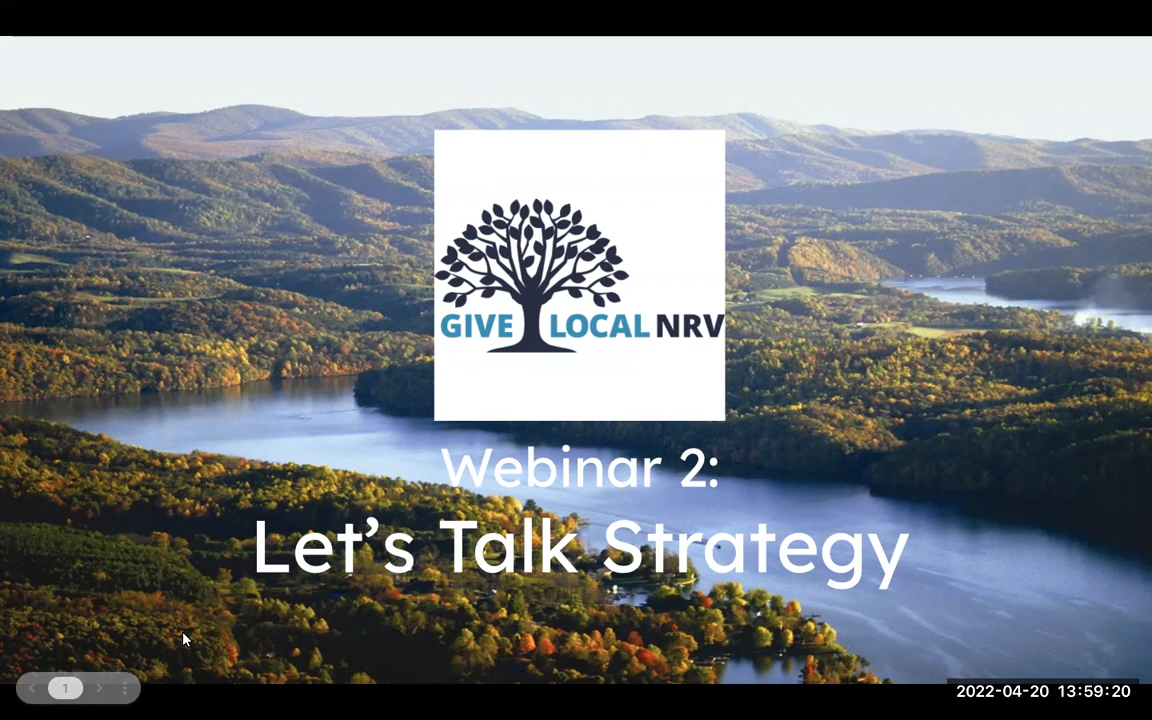 GIVE LOCAL NRV
Webinar 2:
Let’s Talk Strategy
1
2022-04-20 13:59:20